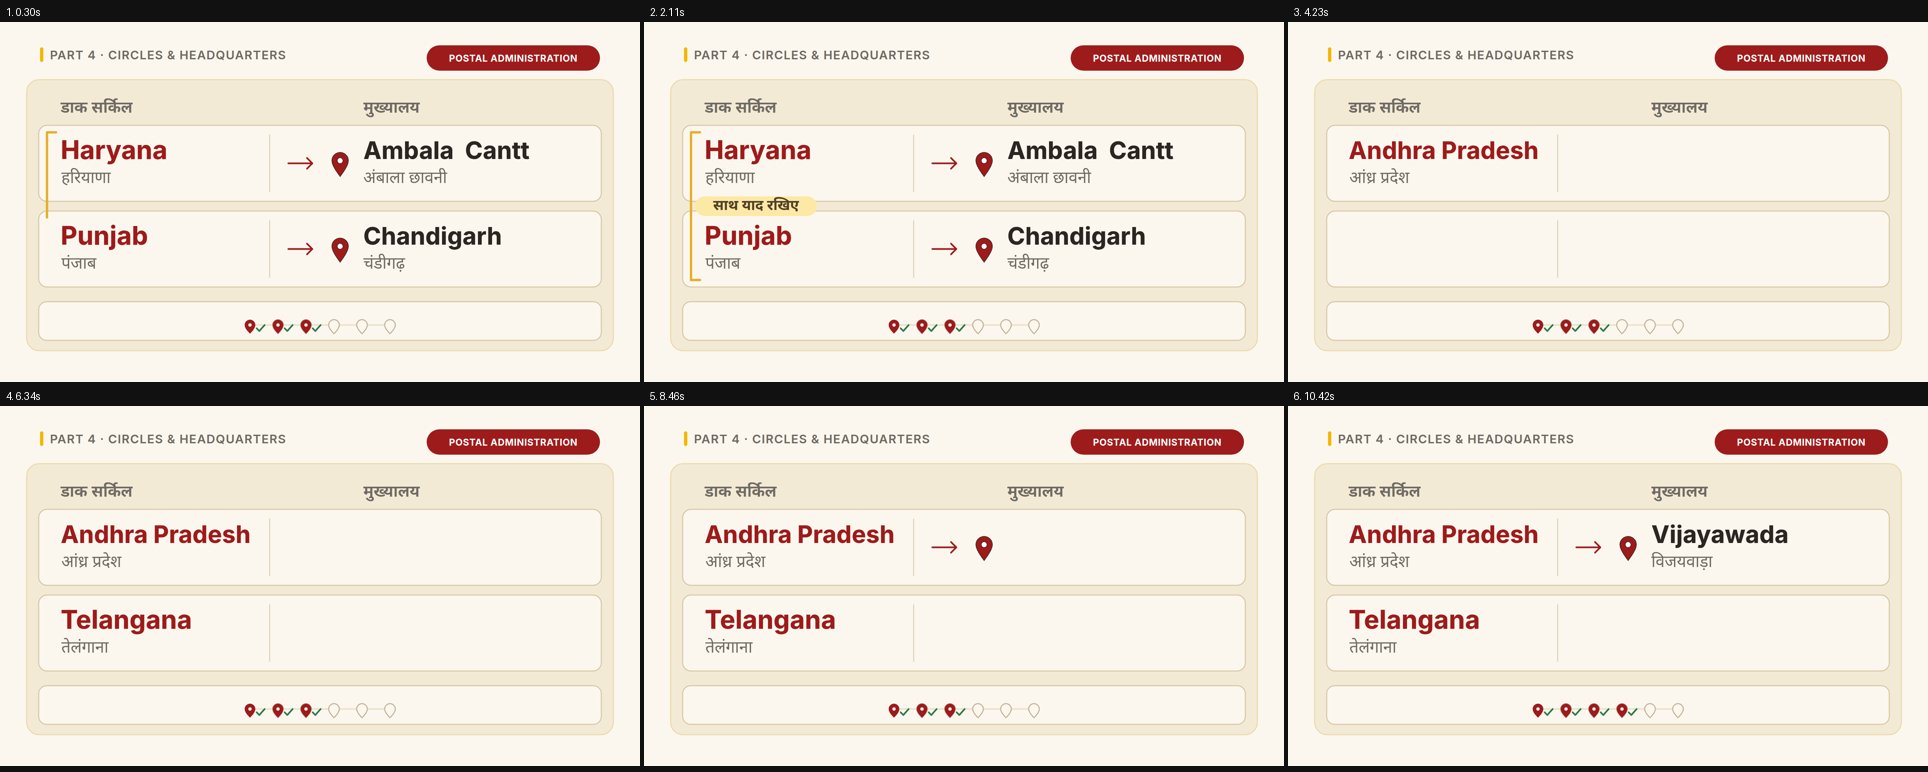 1. 0.30s
PART 4 · CIRCLES & HEADQUARTERS
POSTAL ADMINISTRATION
डाक सर्किल
मुख्यालय
Haryana
हरियाणा
Ambala Cantt
अंबाला छावनी
Punjab
पंजाब
Chandigarh
चंडीगढ़
2. 2.11s
PART 4 · CIRCLES & HEADQUARTERS
POSTAL ADMINISTRATION
डाक सर्किल
मुख्यालय
Haryana
हरियाणा
Ambala Cantt
अंबाला छावनी
साथ याद रखिए
Punjab
पंजाब
Chandigarh
चंडीगढ़
3. 4.23s
PART 4 · CIRCLES & HEADQUARTERS
POSTAL ADMINISTRATION
डाक सर्किल
मुख्यालय
Andhra Pradesh
आंध्र प्रदेश
4. 6.34s
PART 4 · CIRCLES & HEADQUARTERS
POSTAL ADMINISTRATION
डाक सर्किल
मुख्यालय
Andhra Pradesh
आंध्र प्रदेश
Telangana
तेलंगाना
5. 8.46s
PART 4 · CIRCLES & HEADQUARTERS
POSTAL ADMINISTRATION
डाक सर्किल
मुख्यालय
Andhra Pradesh
आंध्र प्रदेश
Telangana
तेलंगाना
6. 10.42s
PART 4 · CIRCLES & HEADQUARTERS
POSTAL ADMINISTRATION
डाक सर्किल
मुख्यालय
Andhra Pradesh
आंध्र प्रदेश
Vijayawada
विजयवाड़ा
Telangana
तेलंगाना